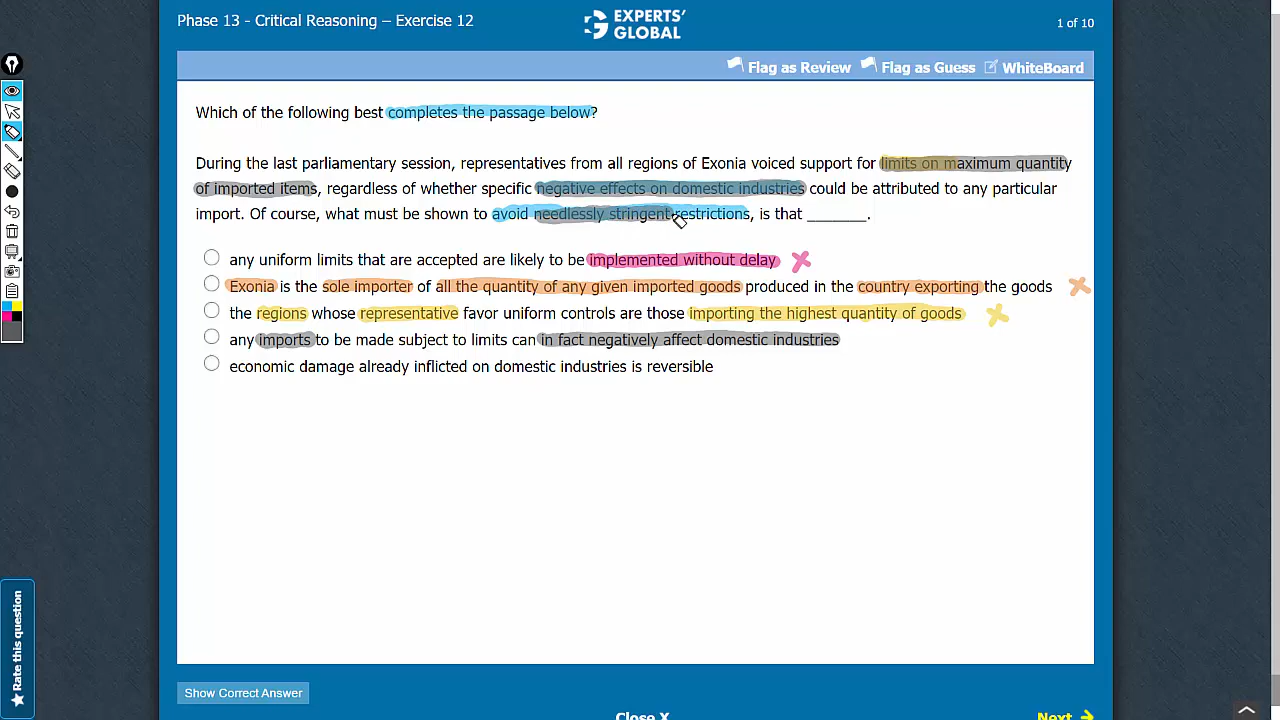 Phase 13 - Critical Reasoning – Exercise 12
EXPERTS'
GLOBAL
1 of 10
Flag as Review
Flag as Guess
WhiteBoard
Which of the following best completes the passage below?
During the last parliamentary session, representatives from all regions of Exonia voiced support for limits on maximum quantity
of imported items, regardless of whether specific negative effects on domestic industries could be attributed to any particular
import. Of course, what must be shown to avoid needlessly stringent restrictions, is that _______.
any uniform limits that are accepted are likely to be implemented without delay
Exonia is the sole importer of all the quantity of any given imported goods produced in the country exporting the goods
the regions whose representative favor uniform controls are those importing the highest quantity of goods
any imports to be made subject to limits can in fact negatively affect domestic industries
economic damage already inflicted on domestic industries is reversible
Rate this question
Show Correct Answer
Close X
Next